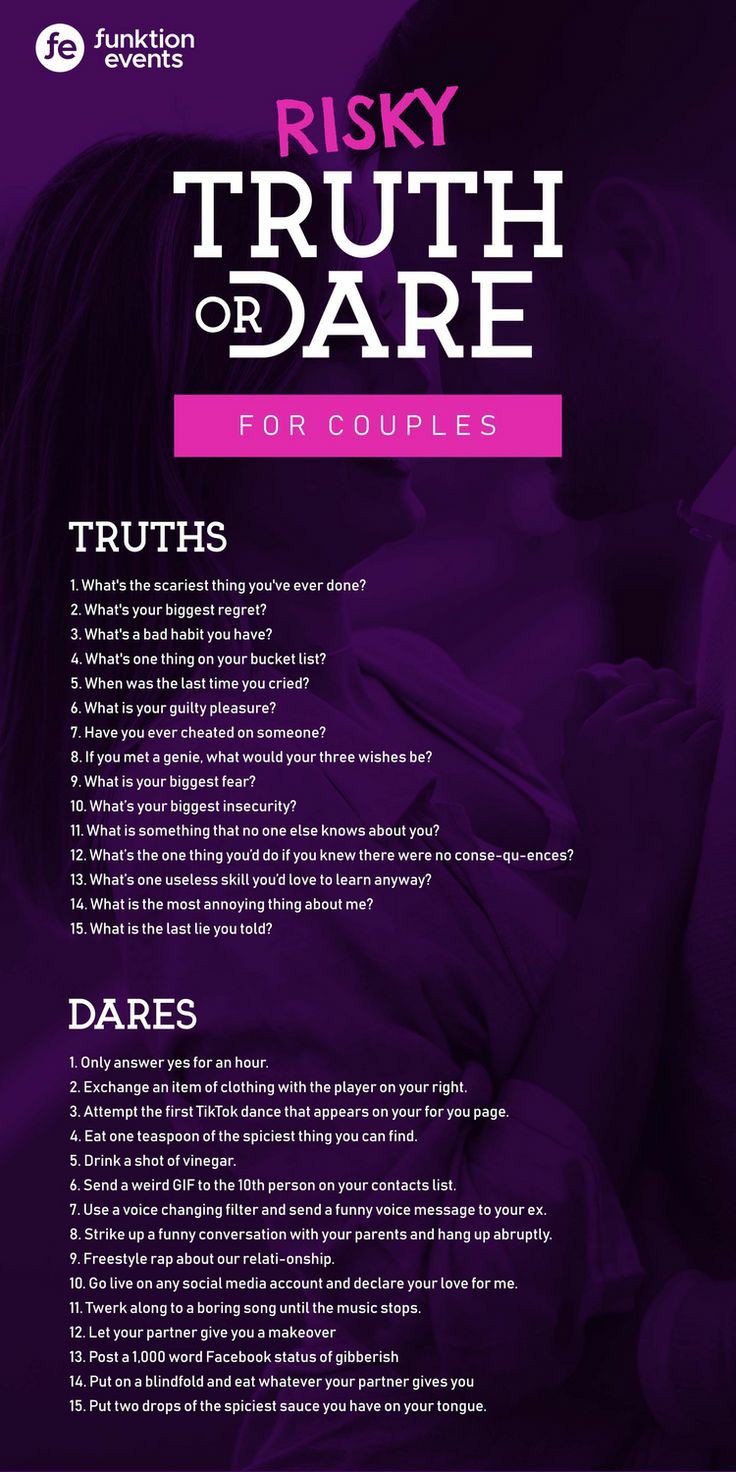 fe funktion
events
RISKY
TRUTH
OR DARE
FOR COUPLES
TRUTHS
1. What's the scariest thing you've ever done?
2. What's your biggest regret?
3. What's a bad habit you have?
4. What's one thing on your bucket list?
5. When was the last time you cried?
6. What is your guilty pleasure?
7. Have you ever cheated on someone?
8. If you met a genie, what would your three wishes be?
9. What is your biggest fear?
10. What’s your biggest insecurity?
11. What is something that no one else knows about you?
12. What’s the one thing you’d do if you knew there were no conse-qu-ences?
13. What’s one useless skill you’d love to learn anyway?
14. What is the most annoying thing about me?
15. What is the last lie you told?
DARES
1. Only answer yes for an hour.
2. Exchange an item of clothing with the player on your right.
3. Attempt the first TikTok dance that appears on your for you page.
4. Eat one teaspoon of the spiciest thing you can find.
5. Drink a shot of vinegar.
6. Send a weird GIF to the 10th person on your contacts list.
7. Use a voice changing filter and send a funny voice message to your ex.
8. Strike up a funny conversation with your parents and hang up abruptly.
9. Freestyle rap about our relati-onship.
10. Go live on any social media account and declare your love for me.
11. Twerk along to a boring song until the music stops.
12. Let your partner give you a makeover
13. Post a 1,000 word Facebook status of gibberish
14. Put on a blindfold and eat whatever your partner gives you
15. Put two drops of the spiciest sauce you have on your tongue.